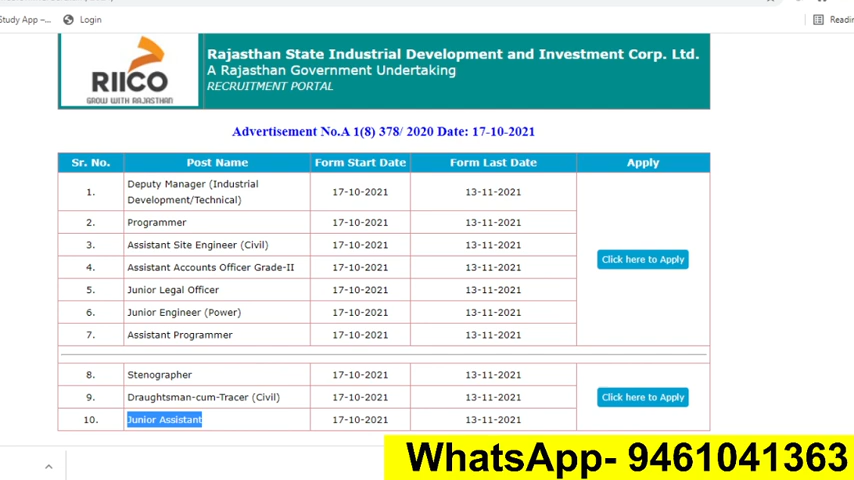 Study App –...
Login
Readin
RIICO
GROW WITH RAJASTHAN
Rajasthan State Industrial Development and Investment Corp. Ltd.
A Rajasthan Government Undertaking
RECRUITMENT PORTAL
Advertisement No.A 1(8) 378/ 2020 Date: 17-10-2021
Sr. No. Post Name Form Start Date Form Last Date Apply
1. Deputy Manager (Industrial Development/Technical) 17-10-2021 13-11-2021
2. Programmer 17-10-2021 13-11-2021
3. Assistant Site Engineer (Civil) 17-10-2021 13-11-2021
4. Assistant Accounts Officer Grade-II 17-10-2021 13-11-2021
Click here to Apply
5. Junior Legal Officer 17-10-2021 13-11-2021
6. Junior Engineer (Power) 17-10-2021 13-11-2021
7. Assistant Programmer 17-10-2021 13-11-2021
8. Stenographer 17-10-2021 13-11-2021
9. Draughtsman-cum-Tracer (Civil) 17-10-2021 13-11-2021 Click here to Apply
10. Junior Assistant 17-10-2021 13-11-2021
WhatsApp- 9461041363